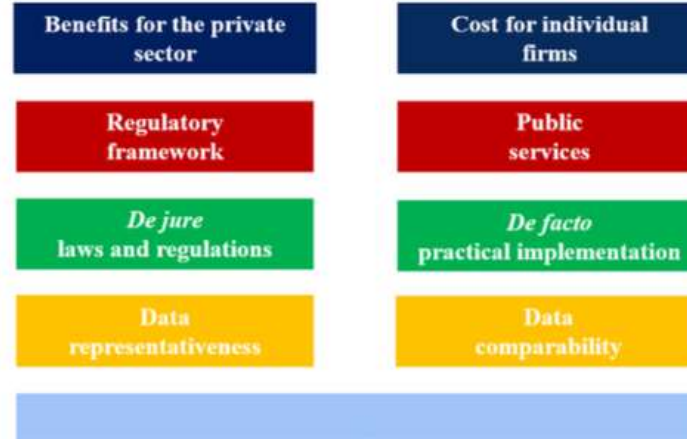 Benefits for the private
sector
Cost for individual
firms
Regulatory
framework
Public
services
De jure
laws and regulations
De facto
practical implementation
Data
representativeness
Data
comparability